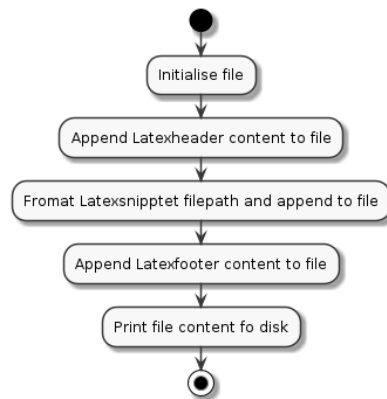 Initialise file
Append Latexheader content to file
Fromat Latexsnipptet filepath and append to file
Append Latexfooter content to file
Print file content fo disk